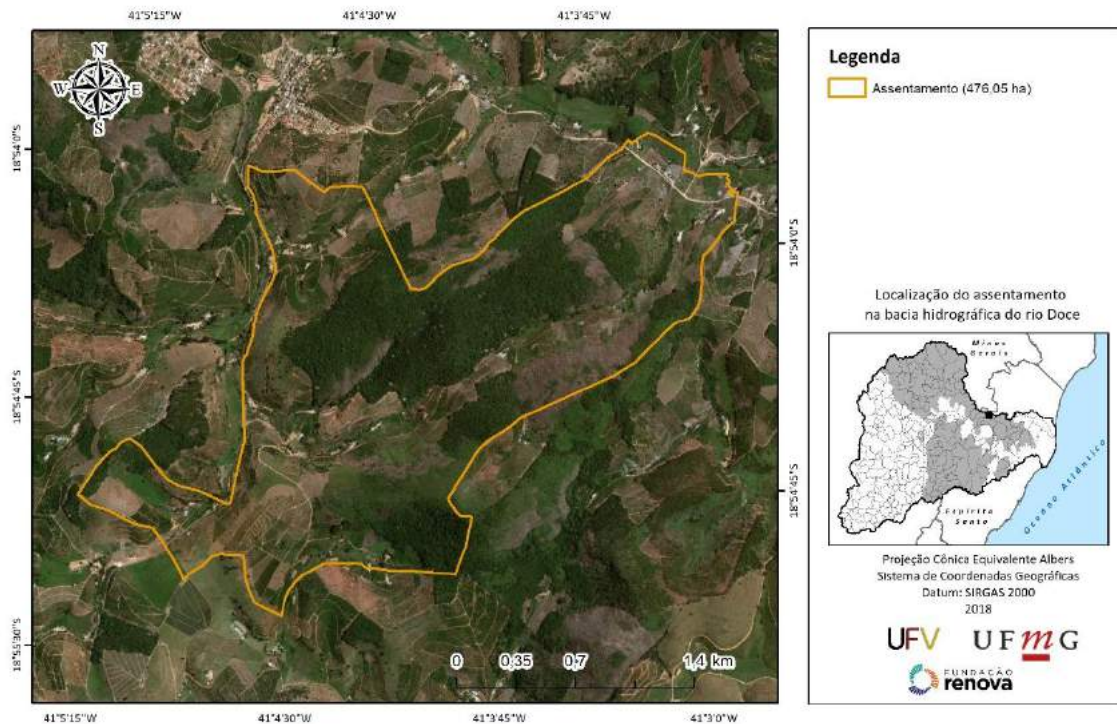 41°5'15"W 41°4'30"W 41°3'45"W
N
W E
S
18°54'0"S
18°54'0"S
18°54'45"S
18°54'45"S
18°55'30"S
0 0,35 0,7 1,4 km
41°5'15"W 41°4'30"W 41°3'45"W 41°3'0"W
Legenda
Assentamento (476,05 ha)
Localização do assentamento
na bacia hidrográfica do rio Doce
Minas
Gerais
Espírito
Santo
Oceano Atlântico
Projeção Cônica Equivalente Albers
Sistema de Coordenadas Geográficas
Datum: SIRGAS 2000
2018
UFV UFmG
FUNDAÇÃO
renova